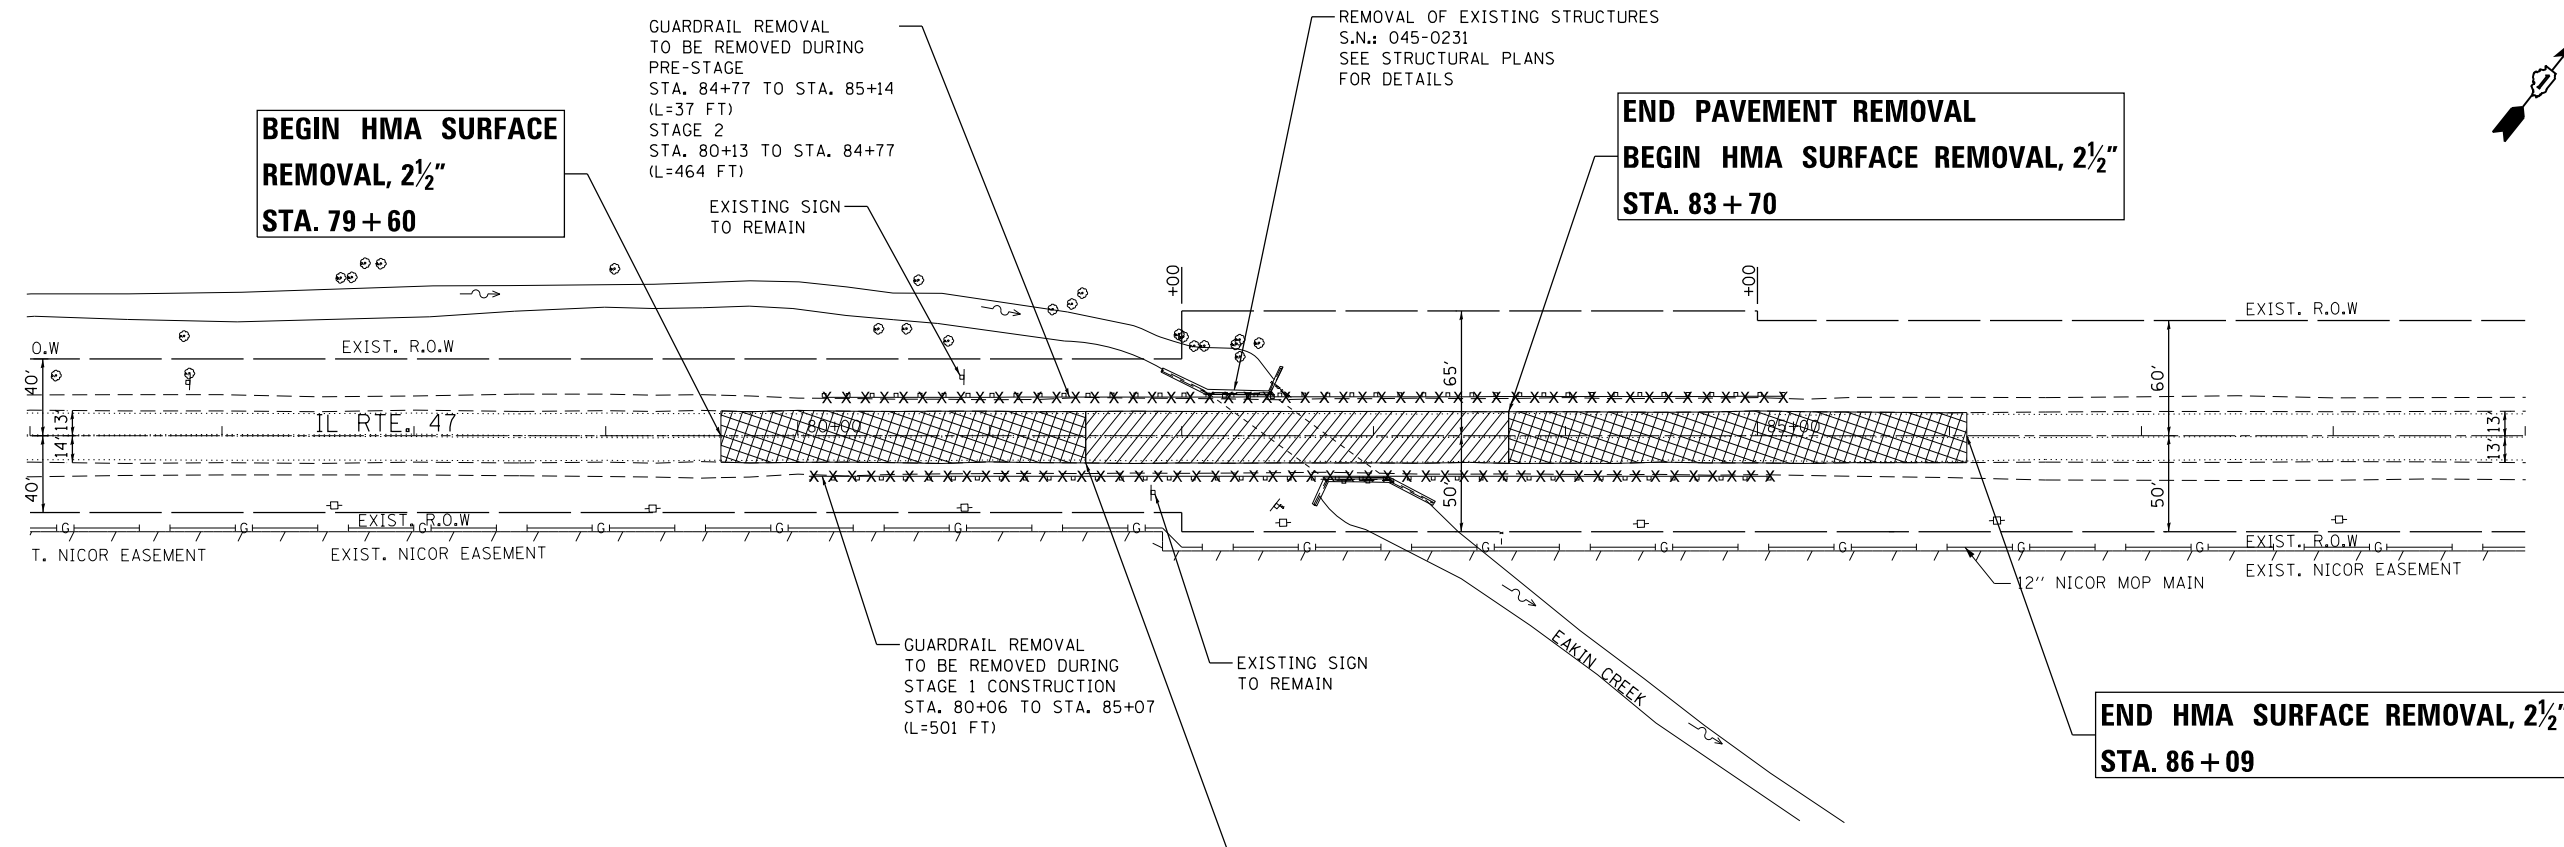 GUARDRAIL REMOVAL
TO BE REMOVED DURING
PRE-STAGE
STA. 84+77 TO STA. 85+14
(L=37 FT)
STAGE 2
STA. 80+13 TO STA. 84+77
(L=464 FT)
REMOVAL OF EXISTING STRUCTURES
S.N.: 045-0231
SEE STRUCTURAL PLANS
FOR DETAILS
BEGIN HMA SURFACE
REMOVAL, 2½"
STA. 79+60
END PAVEMENT REMOVAL
BEGIN HMA SURFACE REMOVAL, 2½"
STA. 83+70
EXISTING SIGN
TO REMAIN
+00
+00
EXIST. R.O.W
O.W
EXIST. R.O.W
40'
65'
60'
13'
14'
IL RTE. 47
80+00
85+00
13'
13'
40'
50'
50'
EXIST. R.O.W
G G G G G G G
T. NICOR EASEMENT
EXIST. NICOR EASEMENT
G G G G G G G
EXIST. R.O.W
EXIST. NICOR EASEMENT
12'' NICOR MOP MAIN
GUARDRAIL REMOVAL
TO BE REMOVED DURING
STAGE 1 CONSTRUCTION
STA. 80+06 TO STA. 85+07
(L=501 FT)
EXISTING SIGN
TO REMAIN
EAKIN CREEK
END HMA SURFACE REMOVAL, 2½"
STA. 86+09